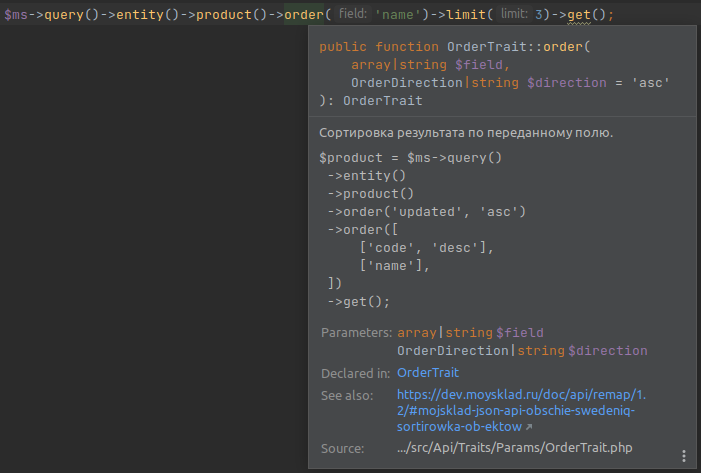 $ms->query()->entity()->product()->order( field: 'name')->limit( limit: 3)->get();
public function OrderTrait::order(
    array|string $field,
    OrderDirection|string $direction = 'asc'
): OrderTrait
Сортировка результата по переданному полю.
$product = $ms->query()
 ->entity()
 ->product()
 ->order('updated', 'asc')
 ->order([
     ['code', 'desc'],
     ['name'],
 ])
 ->get();
Parameters: array|string $field
OrderDirection|string $direction
Declared in: OrderTrait
See also: https://dev.moysklad.ru/doc/api/remap/1.
2/#mojsklad-json-api-obschie-swedeniq-
sortirowka-ob-ektow
Source: .../src/Api/Traits/Params/OrderTrait.php